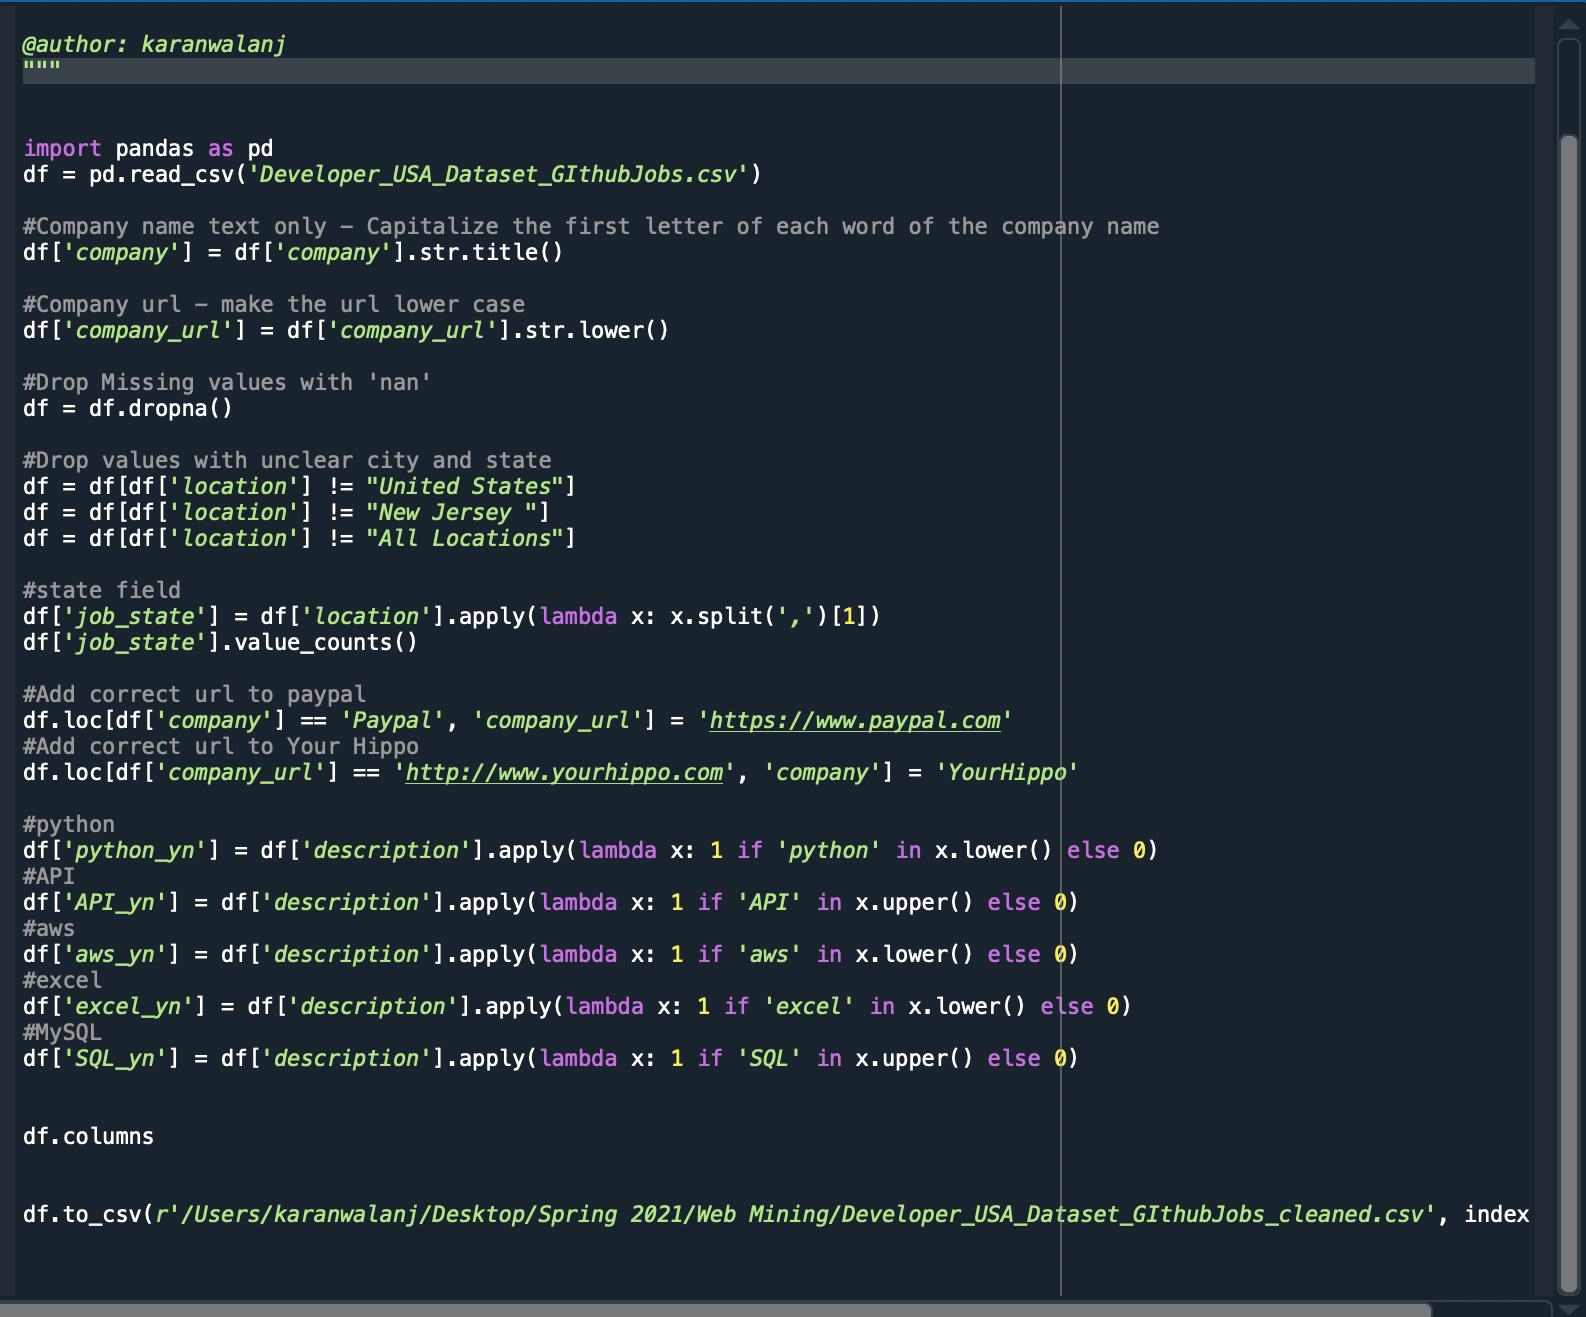 @author: karanwalanj
"""
import pandas as pd
df = pd.read_csv('Developer_USA_Dataset_GIthubJobs.csv')
#Company name text only – Capitalize the first letter of each word of the company name
df['company'] = df['company'].str.title()
#Company url – make the url lower case
df['company_url'] = df['company_url'].str.lower()
#Drop Missing values with 'nan'
df = df.dropna()
#Drop values with unclear city and state
df = df[df['location'] != "United States"]
df = df[df['location'] != "New Jersey "]
df = df[df['location'] != "All Locations"]
#state field
df['job_state'] = df['location'].apply(lambda x: x.split(',')[1])
df['job_state'].value_counts()
#Add correct url to paypal
df.loc[df['company'] == 'Paypal', 'company_url'] = 'https://www.paypal.com'
#Add correct url to Your Hippo
df.loc[df['company_url'] == 'http://www.yourhippo.com', 'company'] = 'YourHippo'
#python
df['python_yn'] = df['description'].apply(lambda x: 1 if 'python' in x.lower() else 0)
#API
df['API_yn'] = df['description'].apply(lambda x: 1 if 'API' in x.upper() else 0)
#aws
df['aws_yn'] = df['description'].apply(lambda x: 1 if 'aws' in x.lower() else 0)
#excel
df['excel_yn'] = df['description'].apply(lambda x: 1 if 'excel' in x.lower() else 0)
#MySQL
df['SQL_yn'] = df['description'].apply(lambda x: 1 if 'SQL' in x.upper() else 0)
df.columns
df.to_csv(r'/Users/karanwalanj/Desktop/Spring 2021/Web Mining/Developer_USA_Dataset_GIthubJobs_cleaned.csv', index